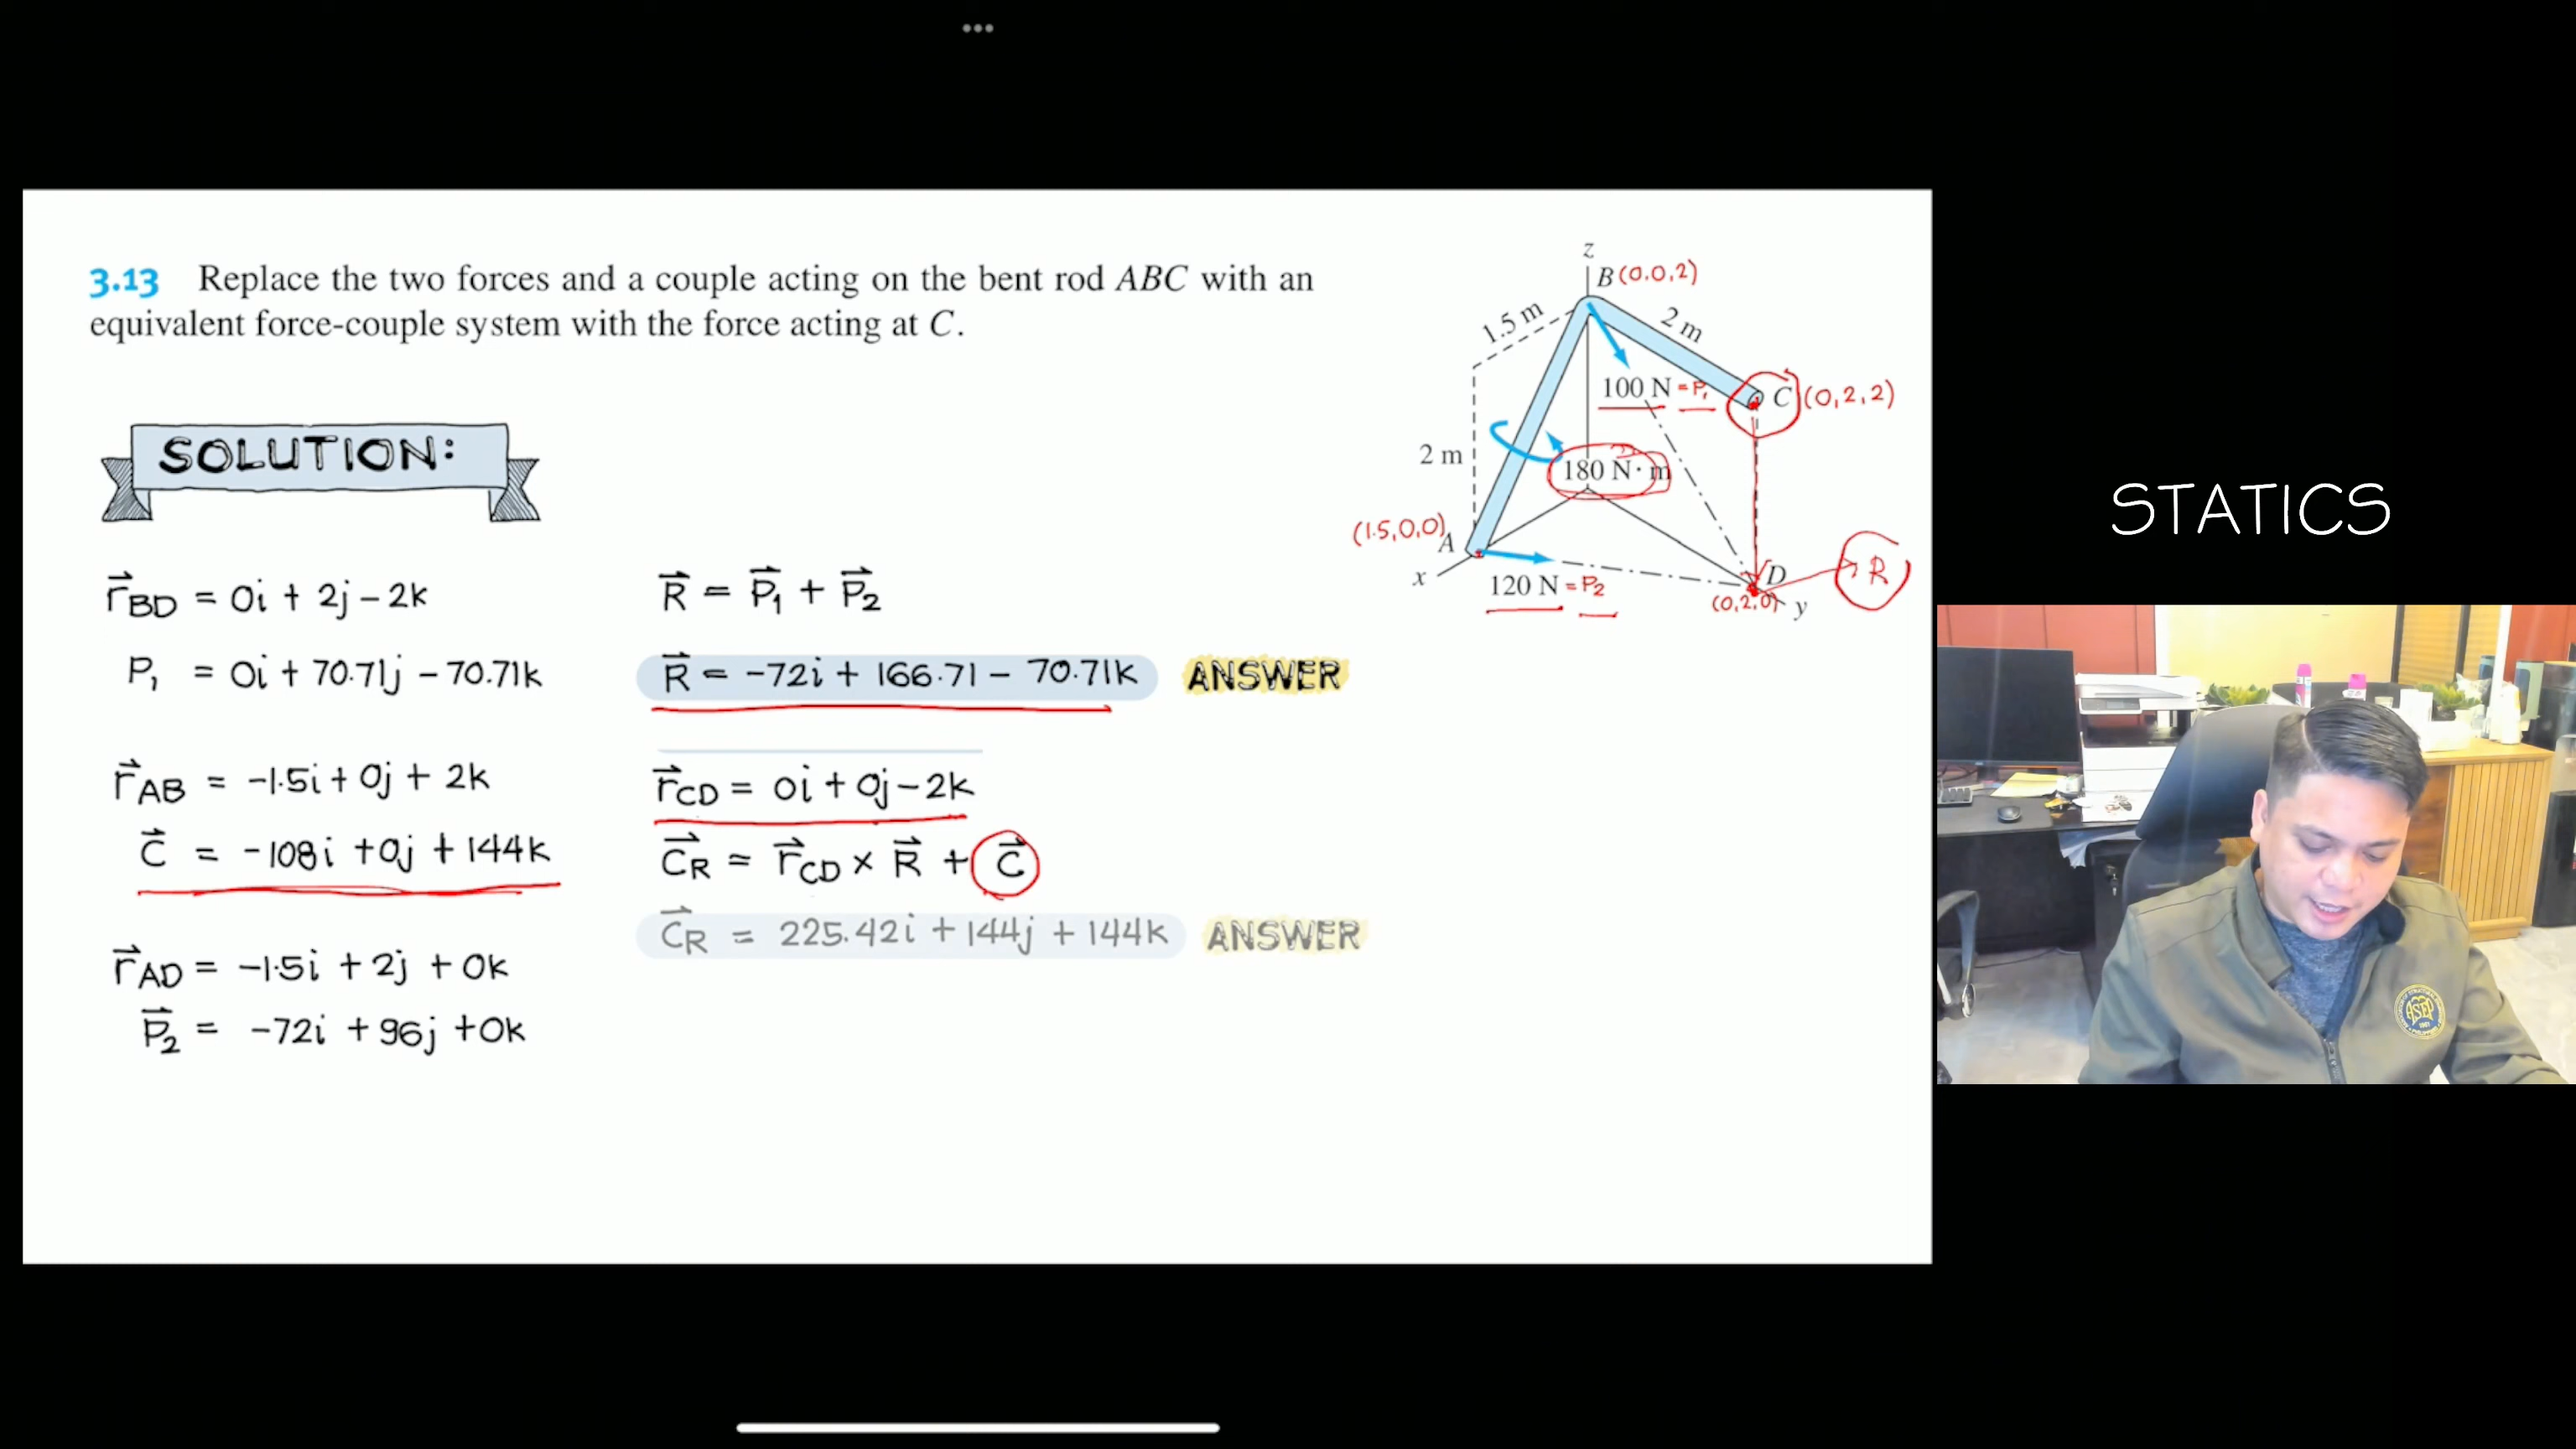 3.13 Replace the two forces and a couple acting on the bent rod ABC with an
equivalent force-couple system with the force acting at C.
SOLUTION:
r⃗BD = 0i + 2j - 2k
P₁ = 0i + 70.71j - 70.71k
r⃗AB = -1.5i + 0j + 2k
C⃗ = -108i + 0j + 144k
r⃗AD = -1.5i + 2j + 0k
P⃗₂ = -72i + 96j + 0k
R⃗ = P⃗₁ + P⃗₂
R⃗ = -72i + 166.71 - 70.71k ANSWER
r⃗CD = 0i + 0j - 2k
C⃗R = r⃗CD × R⃗ + C⃗
C⃗R = 225.42i + 144j + 144k ANSWER
z
B (0,0,2)
1.5 m
2 m
100 N = P₁
C (0,2,2)
2 m
180 N · m
(1.5,0,0)
A
x
120 N = P₂
D
(0,2,0)
y
R
STATICS
ASEP